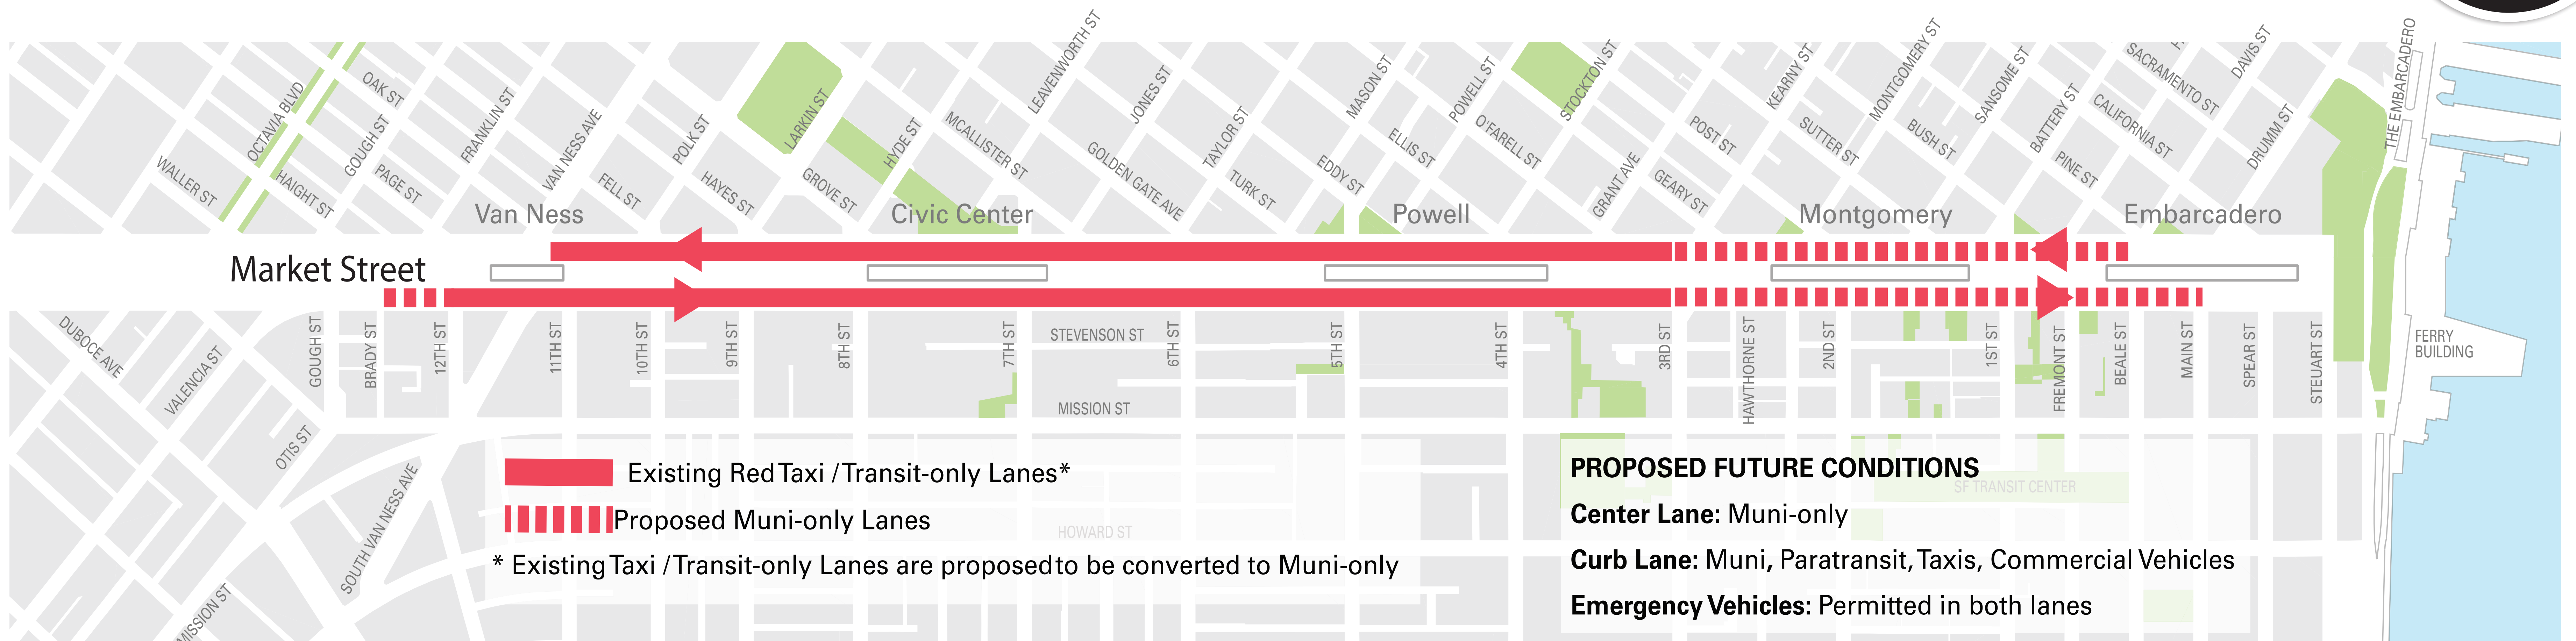 OCTAVIA BLVD
OAK ST
GOUGH ST
FRANKLIN ST
VAN NESS AVE
POLK ST
LARKIN ST
HYDE ST
LEAVENWORTH ST
JONES ST
TAYLOR ST
MASON ST
POWELL ST
STOCKTON ST
KEARNY ST
MONTGOMERY ST
SANSOME ST
BATTERY ST
SACRAMENTO ST
DAVIS ST
THE EMBARCADERO
WALLER ST
HAIGHT ST
PAGE ST
FELL ST
HAYES ST
GROVE ST
MCALLISTER ST
GOLDEN GATE AVE
TURK ST
EDDY ST
ELLIS ST
O'FARELL ST
GRANT AVE
GEARY ST
POST ST
SUTTER ST
BUSH ST
PINE ST
CALIFORNIA ST
DRUMM ST
Van Ness
Civic Center
Powell
Montgomery
Embarcadero
Market Street
DUBOCE AVE
VALENCIA ST
GOUGH ST
BRADY ST
12TH ST
11TH ST
10TH ST
9TH ST
8TH ST
7TH ST
STEVENSON ST
6TH ST
5TH ST
4TH ST
3RD ST
HAWTHORNE ST
2ND ST
1ST ST
FREMONT ST
BEALE ST
MAIN ST
SPEAR ST
STEUART ST
FERRY
BUILDING
MISSION ST
OTIS ST
SOUTH VAN NESS AVE
MISSION ST
Existing Red Taxi / Transit-only Lanes*
Proposed Muni-only Lanes
HOWARD ST
* Existing Taxi / Transit-only Lanes are proposed to be converted to Muni-only
PROPOSED FUTURE CONDITIONS
SF TRANSIT CENTER
Center Lane: Muni-only
Curb Lane: Muni, Paratransit, Taxis, Commercial Vehicles
Emergency Vehicles: Permitted in both lanes